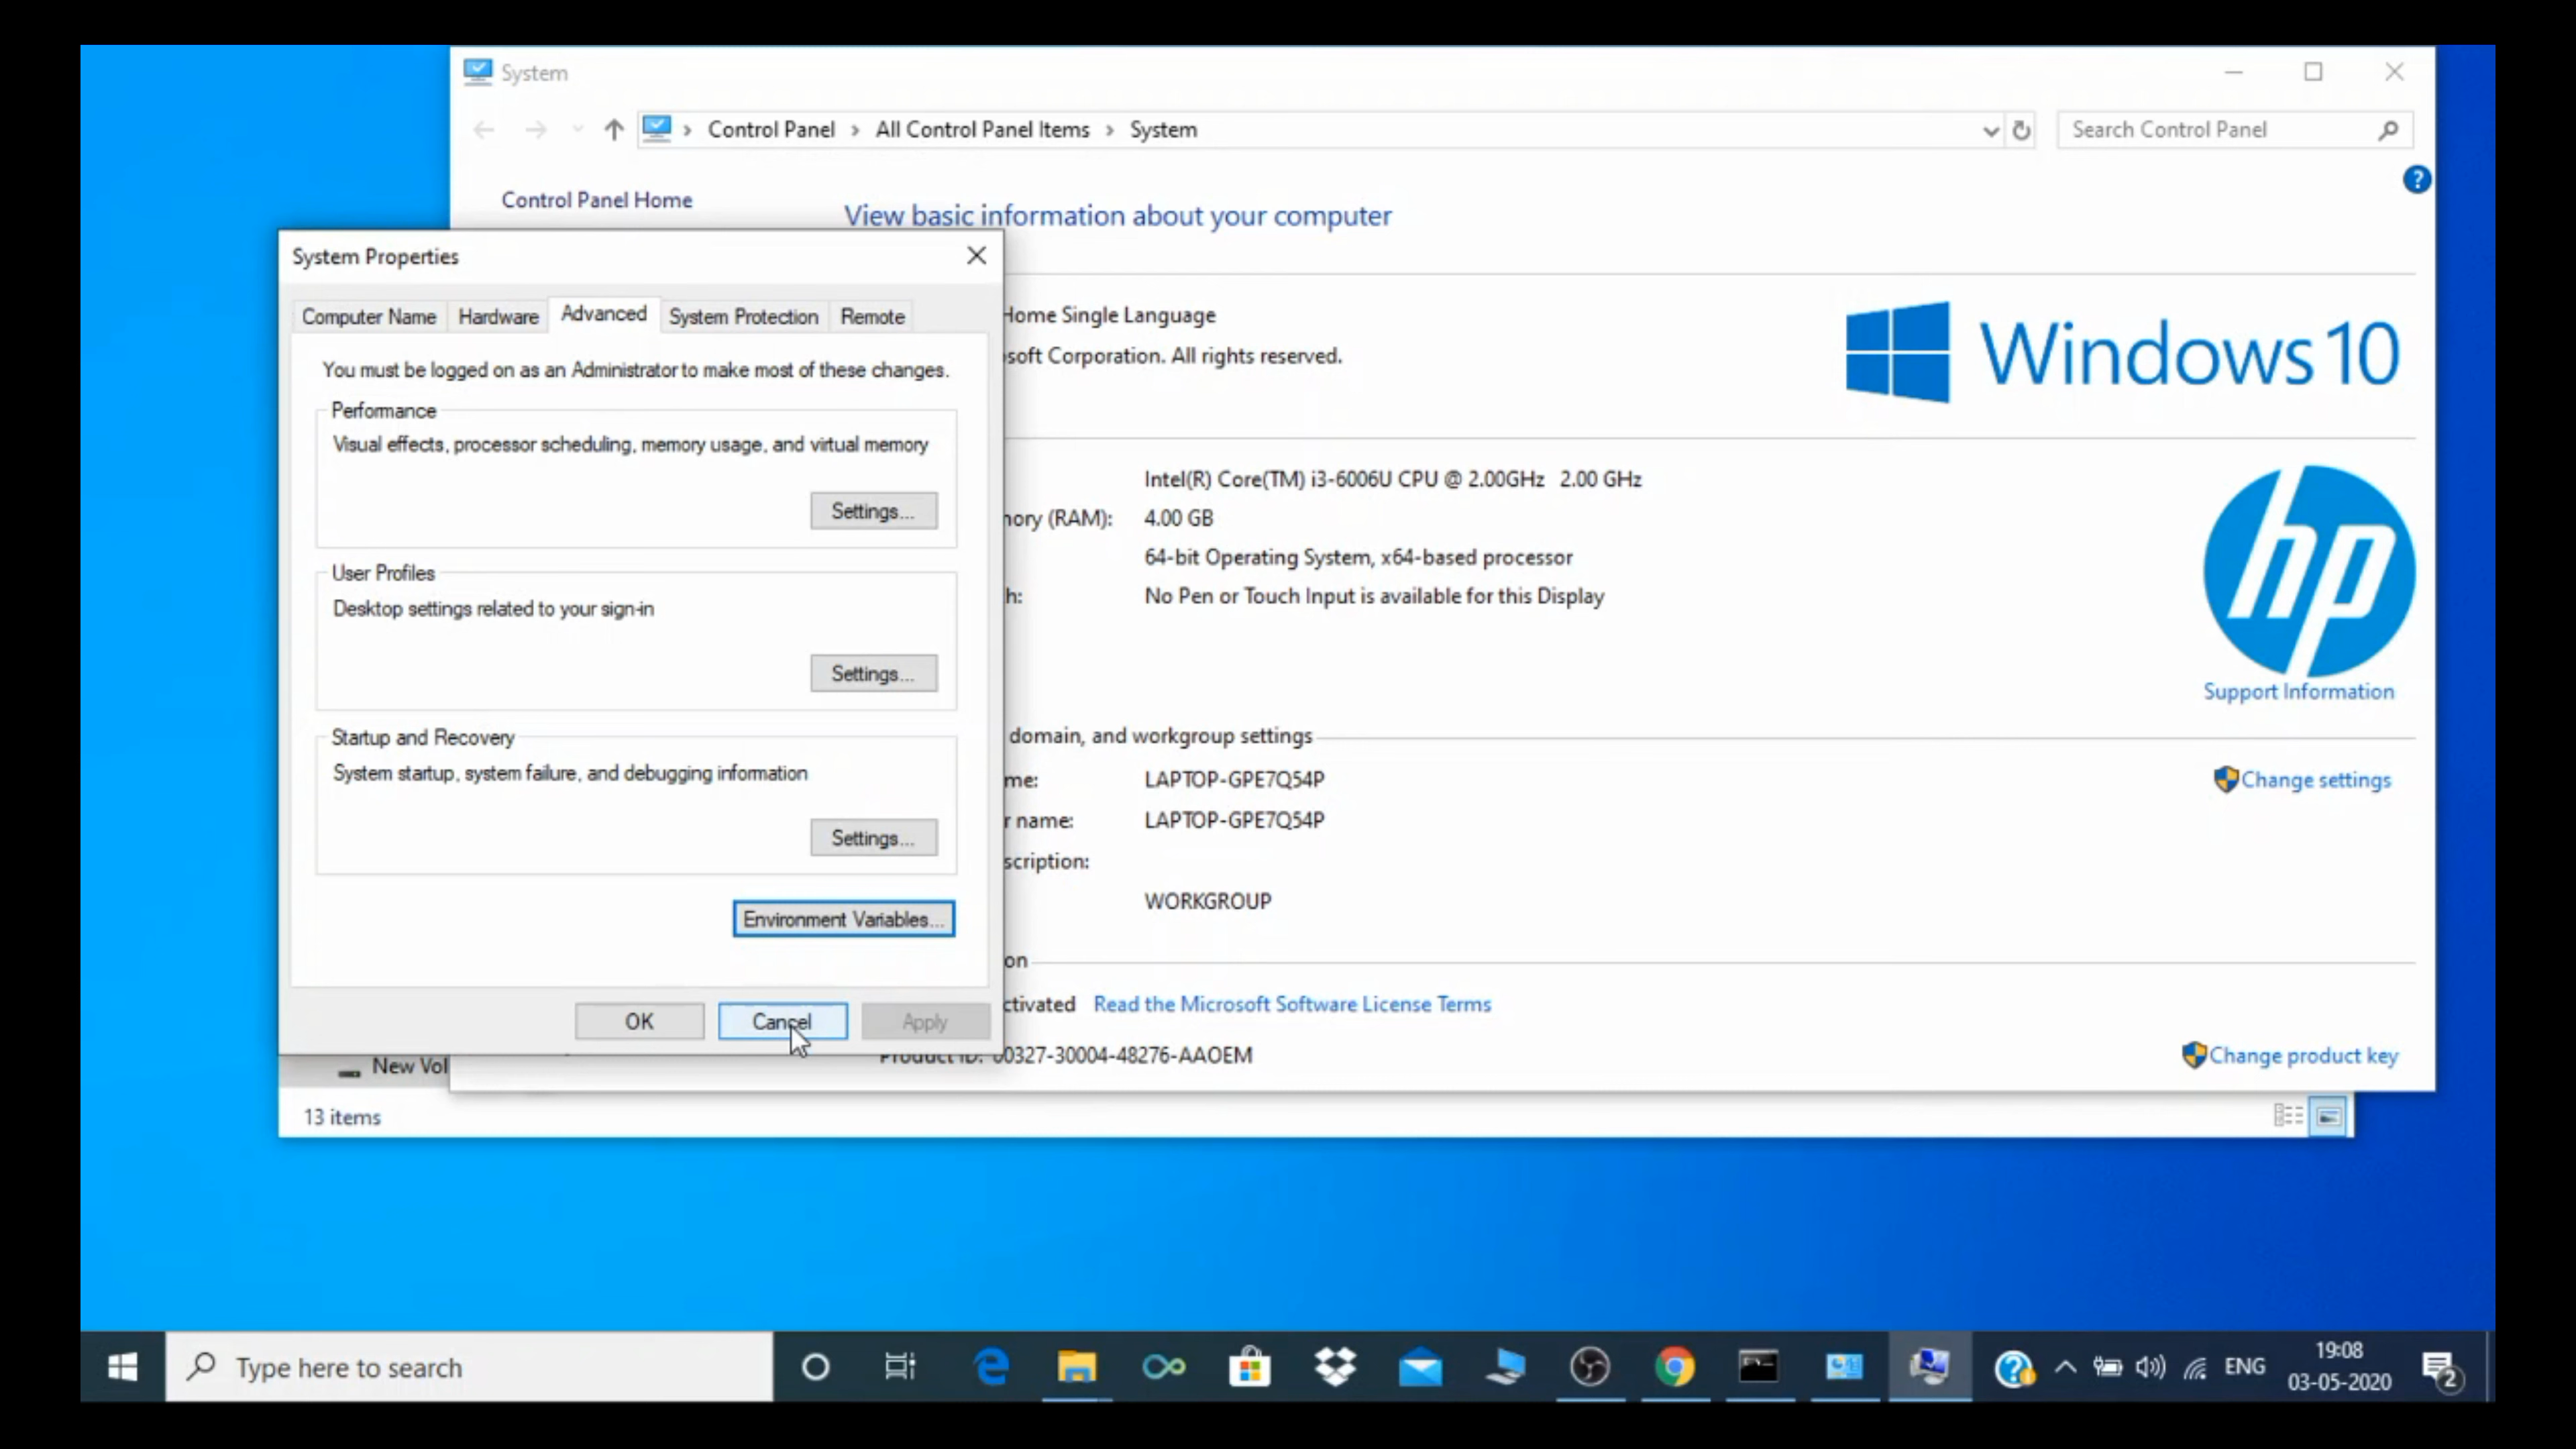 System
Control Panel > All Control Panel Items > System
Search Control Panel
?
Control Panel Home
View basic information about your computer
System Properties
Computer Name Hardware Advanced System Protection Remote
You must be logged on as an Administrator to make most of these changes.
Performance
Visual effects, processor scheduling, memory usage, and virtual memory
Settings...
User Profiles
Desktop settings related to your sign-in
Settings...
Startup and Recovery
System startup, system failure, and debugging information
Settings...
Environment Variables...
OK Cancel Apply
Home Single Language
soft Corporation. All rights reserved.
Windows 10
Intel(R) Core(TM) i3-6006U CPU @ 2.00GHz 2.00 GHz
ory (RAM): 4.00 GB
64-bit Operating System, x64-based processor
h: No Pen or Touch Input is available for this Display
hp
Support Information
domain, and workgroup settings
me: LAPTOP-GPE7Q54P
Change settings
r name: LAPTOP-GPE7Q54P
scription:
WORKGROUP
on
ctivated Read the Microsoft Software License Terms
Product ID: 00327-30004-48276-AAOEM
Change product key
New Vol
13 items
Type here to search
ENG
19:08
03-05-2020
2